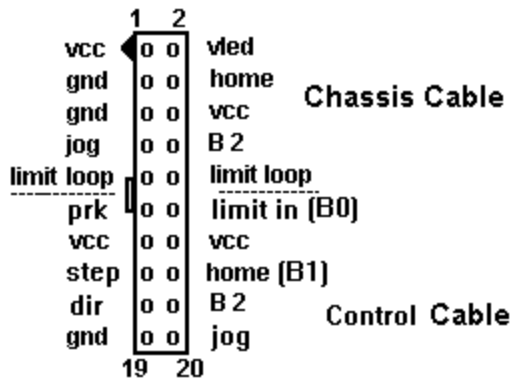 1 2
vcc o o vled
gnd o o home
Chassis Cable
gnd o o vcc
jog o o B 2
limit loop o o limit loop
prk o o limit in (B0)
vcc o o vcc
step o o home (B1)
dir o o B 2
Control Cable
gnd o o jog
19 20